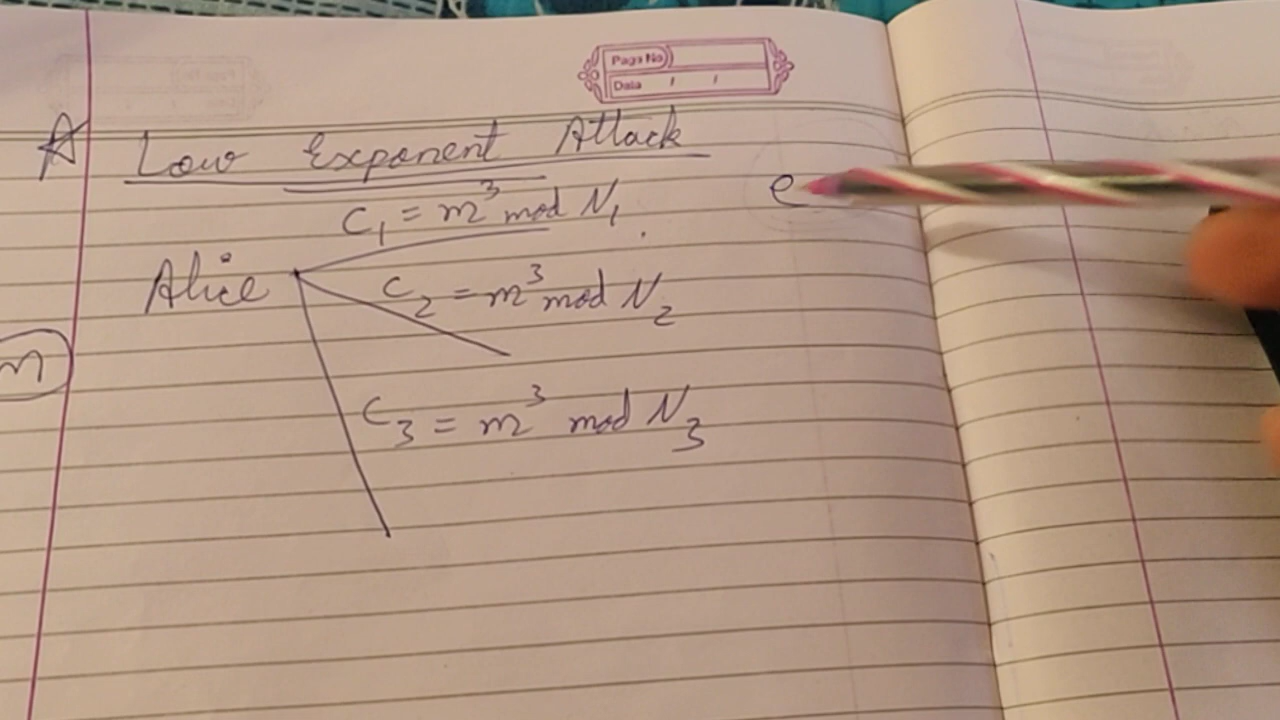 Page No
Date / /
A Low Exponent Attack
C₁ = m³ mod N₁ e
Alice
C₂ = m³ mod N₂
m
C₃ = m³ mod N₃